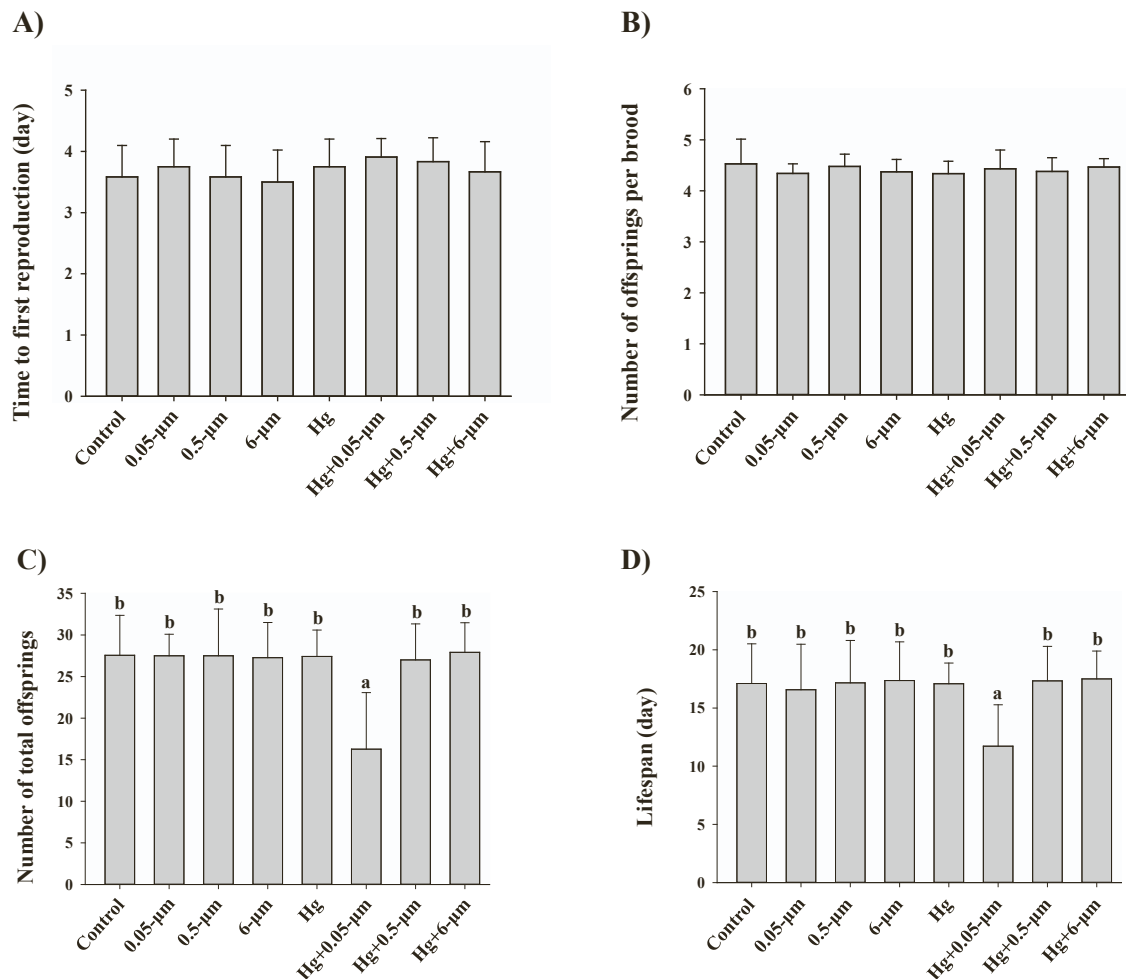 A)
Time to first reproduction (day)
5
4
3
2
1
0
Control
0.05-μm
0.5-μm
6-μm
Hg
Hg+0.05-μm
Hg+0.5-μm
Hg+6-μm
B)
Number of offsprings per brood
6
5
4
3
2
1
0
Control
0.05-μm
0.5-μm
6-μm
Hg
Hg+0.05-μm
Hg+0.5-μm
Hg+6-μm
C)
Number of total offsprings
35
30
25
20
15
10
5
0
b
b
b
b
b
a
b
b
Control
0.05-μm
0.5-μm
6-μm
Hg
Hg+0.05-μm
Hg+0.5-μm
Hg+6-μm
D)
Lifespan (day)
25
20
15
10
5
0
b
b
b
b
b
a
b
b
Control
0.05-μm
0.5-μm
6-μm
Hg
Hg+0.05-μm
Hg+0.5-μm
Hg+6-μm